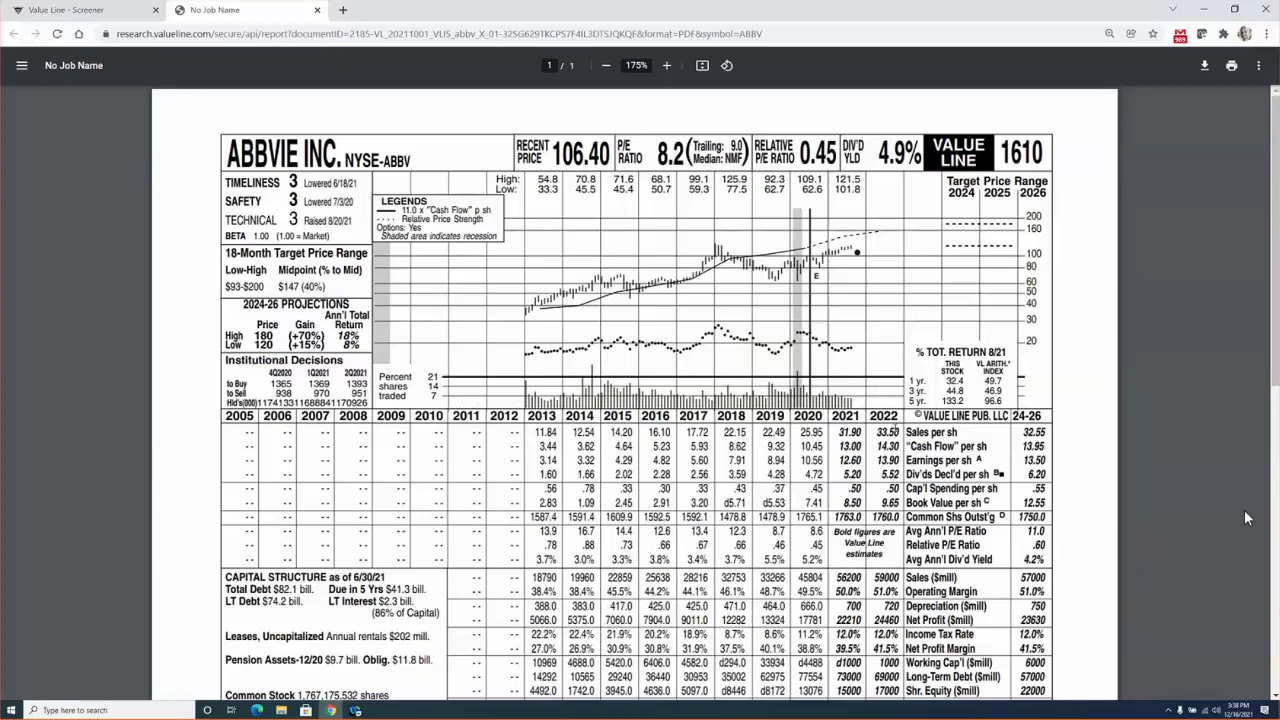 Value Line - Screener
No Job Name
research.valueline.com/secure/api/report?documentID=2185-VL_20211001_VLIS_abbv_X_01-32SG629TKCPS7F4IL3DTSJQKQF&format=PDF&symbol=ABBV
No Job Name
1 / 1
175%
ABBVIE INC. NYSE-ABBV
RECENT PRICE 106.40
P/E RATIO 8.2 (Trailing: 9.0 Median: NMF)
RELATIVE P/E RATIO 0.45
DIV'D YLD 4.9%
VALUE LINE
1610
TIMELINESS 3 Lowered 6/18/21
SAFETY 3 Lowered 7/3/20
TECHNICAL 3 Raised 8/20/21
BETA 1.00 (1.00 = Market)
18-Month Target Price Range
Low-High Midpoint (% to Mid)
$93-$200 $147 (40%)
2024-26 PROJECTIONS
Ann'l Total
Price Gain Return
High 180 (+70%) 18%
Low 120 (+15%) 8%
Institutional Decisions
4Q2020 1Q2021 2Q2021
to Buy 1365 1369 1393
to Sell 938 970 951
Hld's(000) 1174133 1168884 1170926
High: 54.8 70.8 71.6 68.1 99.1 125.9 92.3 109.1 121.5
Low: 33.3 45.5 45.4 50.7 59.3 77.5 62.7 62.6 101.8
LEGENDS
11.0 x "Cash Flow" p sh
Relative Price Strength
Options: Yes
Shaded area indicates recession
Target Price Range
2024 2025 2026
200
160
100
80
60
50
40
30
20
E
Percent 21
shares 14
traded 7
% TOT. RETURN 8/21
THIS STOCK VL ARITH.* INDEX
1 yr. 32.4 49.7
3 yr. 44.8 46.9
5 yr. 133.2 96.6
2005 2006 2007 2008 2009 2010 2011 2012 2013 2014 2015 2016 2017 2018 2019 2020 2021 2022 © VALUE LINE PUB. LLC 24-26
-- -- -- -- -- -- -- -- 11.84 12.54 14.20 16.10 17.72 22.15 22.49 25.95 31.90 33.50 Sales per sh 32.55
-- -- -- -- -- -- -- -- 3.44 3.62 4.64 5.23 5.93 8.62 9.32 10.45 13.00 14.30 "Cash Flow" per sh 13.95
-- -- -- -- -- -- -- -- 3.14 3.32 4.29 4.82 5.60 7.91 8.94 10.56 12.60 13.90 Earnings per sh A 13.50
-- -- -- -- -- -- -- -- 1.60 1.66 2.02 2.28 2.56 3.59 4.28 4.72 5.20 5.52 Div'ds Decl'd per sh B■ 6.20
-- -- -- -- -- -- -- -- .56 .78 .33 .30 .33 .43 .37 .45 .50 .50 Cap'l Spending per sh .55
-- -- -- -- -- -- -- -- 2.83 1.09 2.45 2.91 3.20 d5.71 d5.53 7.41 8.50 9.65 Book Value per sh C 12.55
-- -- -- -- -- -- -- -- 1587.4 1591.4 1609.9 1592.5 1592.1 1478.8 1478.9 1765.1 1763.0 1760.0 Common Shs Outst'g D 1750.0
-- -- -- -- -- -- -- -- 13.9 16.7 14.4 12.6 13.4 12.3 8.7 8.6 Avg Ann'l P/E Ratio 11.0
-- -- -- -- -- -- -- -- .78 .88 .73 .66 .67 .66 .46 .45 Relative P/E Ratio .60
-- -- -- -- -- -- -- -- 3.7% 3.0% 3.3% 3.8% 3.4% 3.7% 5.5% 5.2% Avg Ann'l Div'd Yield 4.2%
Bold figures are
Value Line
estimates
CAPITAL STRUCTURE as of 6/30/21
Total Debt $82.1 bill. Due in 5 Yrs $41.3 bill.
LT Debt $74.2 bill. LT Interest $2.3 bill.
(86% of Capital)
Leases, Uncapitalized Annual rentals $202 mill.
Pension Assets-12/20 $9.7 bill. Oblig. $11.8 bill.
Common Stock 1,767,175,532 shares
-- -- 18790 19960 22859 25638 28216 32753 33266 45804 56200 59000 Sales ($mill) 57000
-- -- 38.4% 38.4% 45.5% 44.2% 44.1% 46.1% 48.7% 49.5% 50.0% 51.0% Operating Margin 51.0%
-- -- 388.0 383.0 417.0 425.0 425.0 471.0 464.0 666.0 700 720 Depreciation ($mill) 750
-- -- 5066.0 5375.0 7060.0 7904.0 9011.0 12282 13324 17781 22210 24460 Net Profit ($mill) 23630
-- -- 22.2% 22.4% 21.9% 20.2% 18.9% 8.7% 8.6% 11.2% 12.0% 12.0% Income Tax Rate 12.0%
-- -- 27.0% 26.9% 30.9% 30.8% 31.9% 37.5% 40.1% 38.8% 39.5% 41.5% Net Profit Margin 41.5%
-- -- 10969 4688.0 5420.0 6406.0 4582.0 d294.0 33934 d4488 d1000 1000 Working Cap'l ($mill) 6000
-- -- 14292 10565 29240 36440 30953 35002 62975 77554 73000 69000 Long-Term Debt ($mill) 57000
-- -- 4492.0 1742.0 3945.0 4636.0 5097.0 d8446 d8172 13076 15000 17000 Shr. Equity ($mill) 22000
Type here to search
3:38 PM
12/16/2021